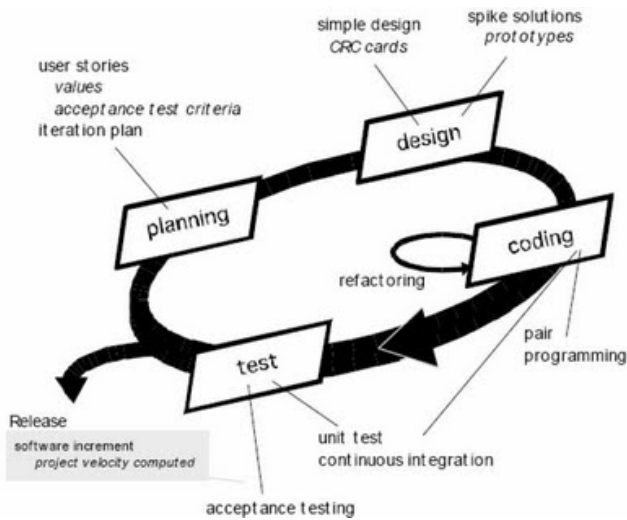 simple design
CRC cards
spike solutions
prototypes
user stories
values
acceptance test criteria
iteration plan
design
planning
coding
refactoring
pair
programming
test
Release
software increment
project velocity computed
unit test
continuous integration
acceptance testing